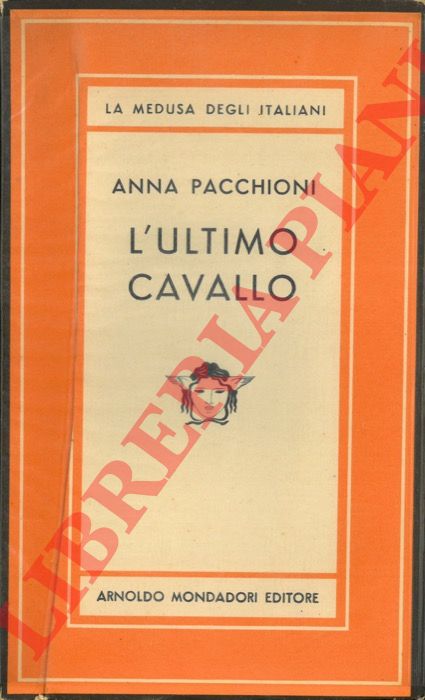 LA MEDUSA DEGLI ITALIANI
ANNA PACCHIONI
L'ULTIMO
CAVALLO
ARNOLDO MONDADORI EDITORE
LIBRERIA PIANI